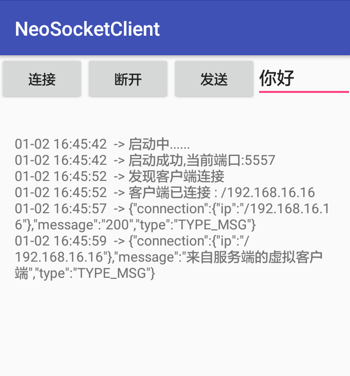 NeoSocketClient
连接 断开 发送 你好
01-02 16:45:42 -> 启动中......
01-02 16:45:42 -> 启动成功,当前端口:5557
01-02 16:45:52 -> 发现客户端连接
01-02 16:45:52 -> 客户端已连接 : /192.168.16.16
01-02 16:45:57 -> {"connection":{"ip":"/192.168.16.1
6"},"message":"200","type":"TYPE_MSG"}
01-02 16:45:59 -> {"connection":{"ip":"/
192.168.16.16"},"message":"来自服务端的虚拟客户
端","type":"TYPE_MSG"}